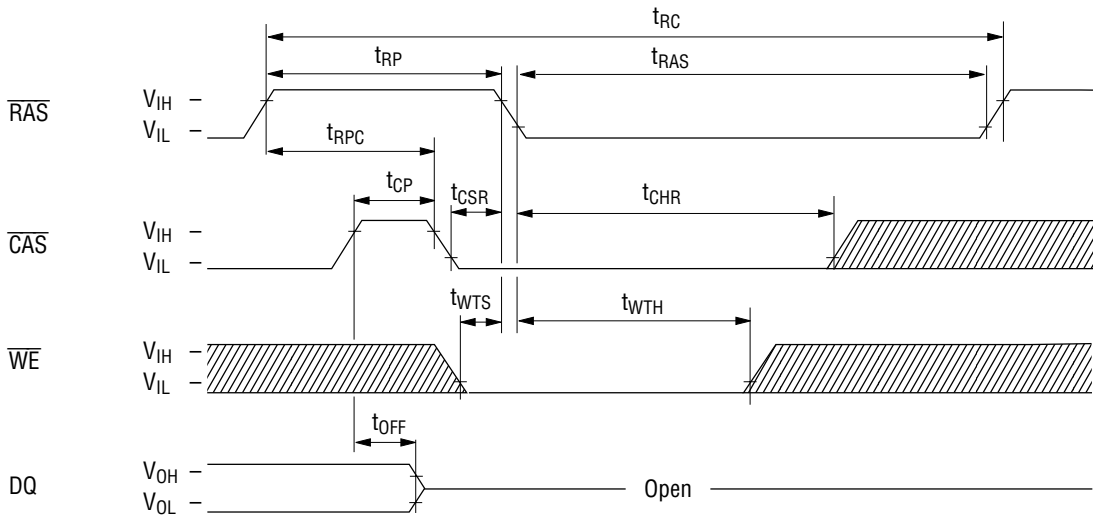 tRC
tRP
tRAS
RAS
VIH
VIL
tRPC
tCP
tCSR
tCHR
CAS
VIH
VIL
tWTS
tWTH
WE
VIH
VIL
tOFF
DQ
VOH
VOL
Open